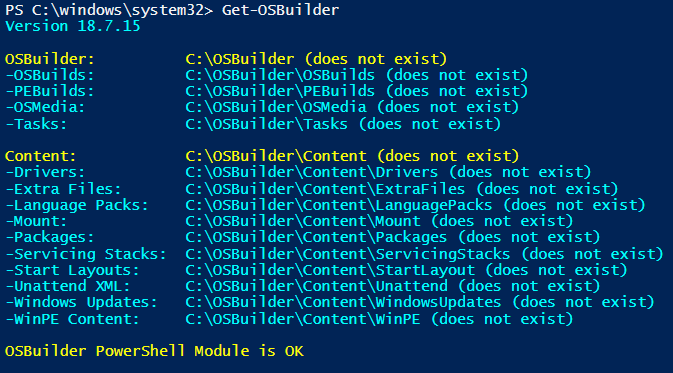 PS C:\windows\system32> Get-OSBuilder
Version 18.7.15
OSBuilder: C:\OSBuilder (does not exist)
-OSBuilds: C:\OSBuilder\OSBuilds (does not exist)
-PEBuilds: C:\OSBuilder\PEBuilds (does not exist)
-OSMedia: C:\OSBuilder\OSMedia (does not exist)
-Tasks: C:\OSBuilder\Tasks (does not exist)
Content: C:\OSBuilder\Content (does not exist)
-Drivers: C:\OSBuilder\Content\Drivers (does not exist)
-Extra Files: C:\OSBuilder\Content\ExtraFiles (does not exist)
-Language Packs: C:\OSBuilder\Content\LanguagePacks (does not exist)
-Mount: C:\OSBuilder\Content\Mount (does not exist)
-Packages: C:\OSBuilder\Content\Packages (does not exist)
-Servicing Stacks: C:\OSBuilder\Content\ServicingStacks (does not exist)
-Start Layouts: C:\OSBuilder\Content\StartLayout (does not exist)
-Unattend XML: C:\OSBuilder\Content\Unattend (does not exist)
-Windows Updates: C:\OSBuilder\Content\WindowsUpdates (does not exist)
-WinPE Content: C:\OSBuilder\Content\WinPE (does not exist)
OSBuilder PowerShell Module is OK